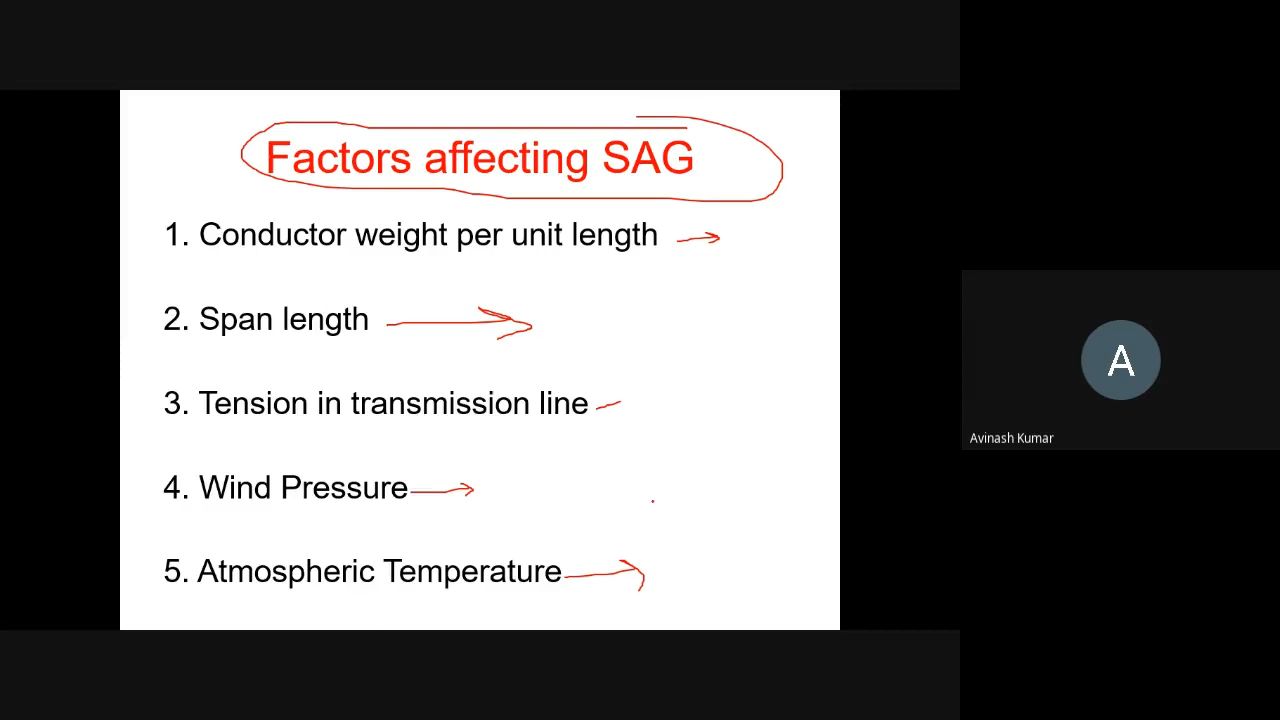 Factors affecting SAG
1. Conductor weight per unit length
2. Span length
3. Tension in transmission line
4. Wind Pressure
5. Atmospheric Temperature
A
Avinash Kumar